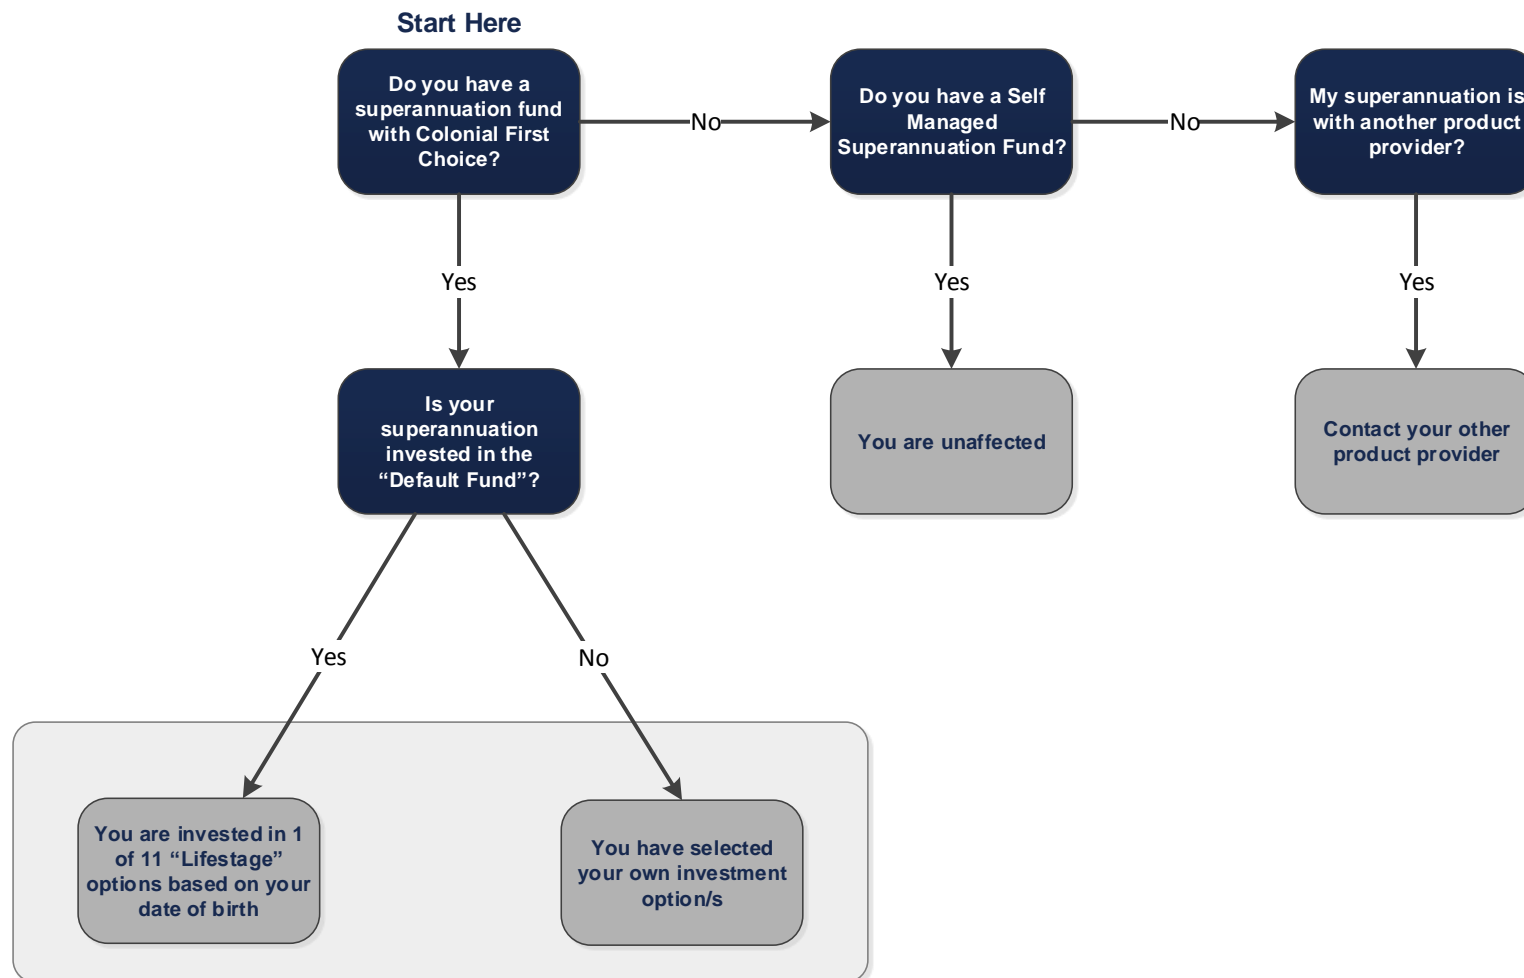 Start Here
Do you have a
superannuation fund
with Colonial First
Choice?
No
Do you have a Self
Managed
Superannuation Fund?
No
My superannuation is
with another product
provider?
Yes
Yes
Yes
Is your
superannuation
invested in the
“Default Fund”?
You are unaffected
Contact your other
product provider
Yes
No
You are invested in 1
of 11 “Lifestage”
options based on your
date of birth
You have selected
your own investment
option/s